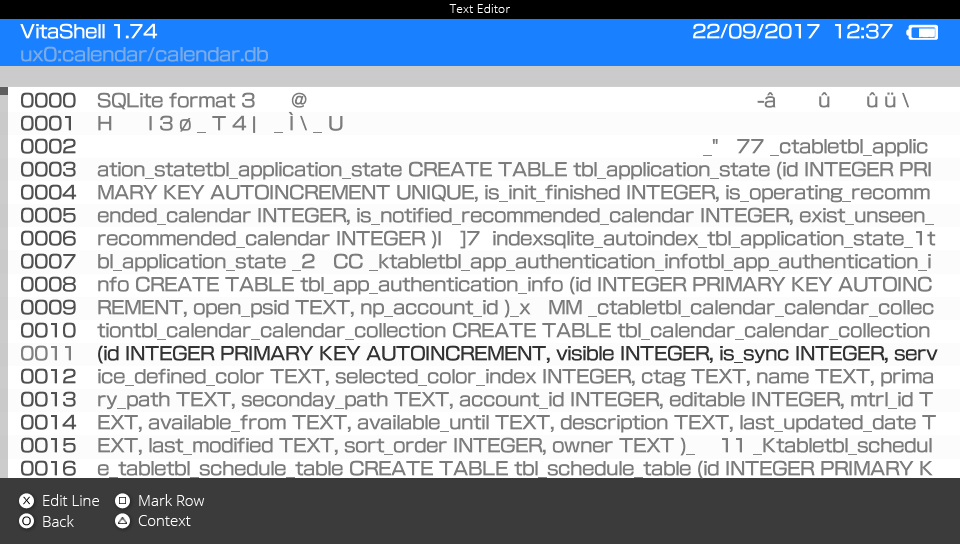 Text Editor
VitaShell 1.74 22/09/2017 12:37
ux0:calendar/calendar.db
0000 SQLite format 3 @ -â û û ü \
0001 H I 3 ø _ T 4 | _ Ì \ _ U
0002 _" 77 _ctabletbl_applic
0003 ation_statetbl_application_state CREATE TABLE tbl_application_state (id INTEGER PRI
0004 MARY KEY AUTOINCREMENT UNIQUE, is_init_finished INTEGER, is_operating_recomm
0005 ended_calendar INTEGER, is_notified_recommended_calendar INTEGER, exist_unseen_
0006 recommended_calendar INTEGER )I ]7 indexsqlite_autoindex_tbl_application_state_1t
0007 bl_application_state _2 CC _ktabletbl_app_authentication_infotbl_app_authentication_i
0008 nfo CREATE TABLE tbl_app_authentication_info (id INTEGER PRIMARY KEY AUTOINC
0009 REMENT, open_psid TEXT, np_account_id )_x MM _ctabletbl_calendar_calendar_collec
0010 tiontbl_calendar_calendar_collection CREATE TABLE tbl_calendar_calendar_collection
0011 (id INTEGER PRIMARY KEY AUTOINCREMENT, visible INTEGER, is_sync INTEGER, serv
0012 ice_defined_color TEXT, selected_color_index INTEGER, ctag TEXT, name TEXT, prima
0013 ry_path TEXT, seconday_path TEXT, account_id INTEGER, editable INTEGER, mtrl_id T
0014 EXT, available_from TEXT, available_until TEXT, description TEXT, last_updated_date T
0015 EXT, last_modified TEXT, sort_order INTEGER, owner TEXT )_ 11 _Ktabletbl_schedul
0016 e_tabletbl_schedule_table CREATE TABLE tbl_schedule_table (id INTEGER PRIMARY K
X Edit Line Mark Row
O Back Context